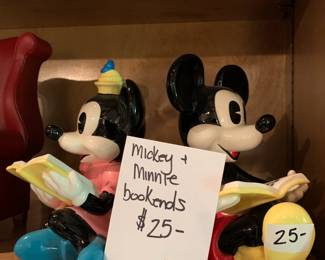 mickey +
minnie
bookends
$25-
25-